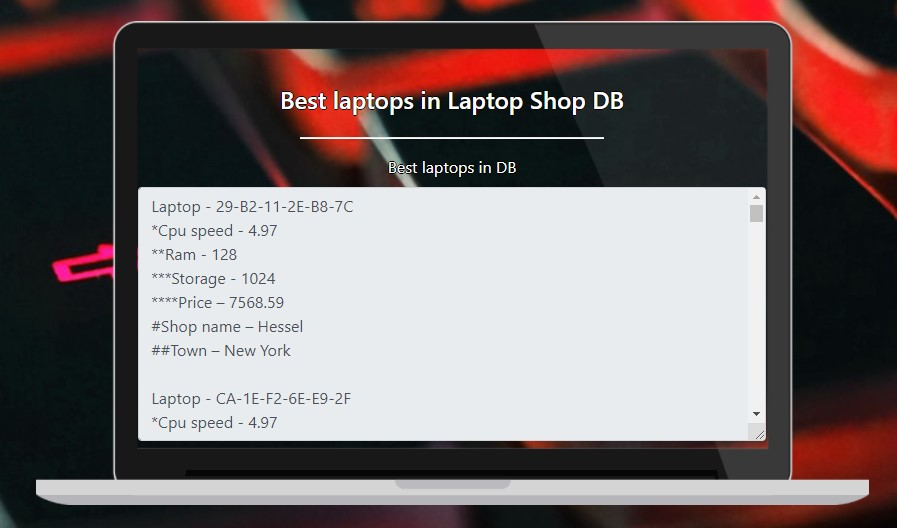 Best laptops in Laptop Shop DB
Best laptops in DB
Laptop - 29-B2-11-2E-B8-7C
*Cpu speed - 4.97
**Ram - 128
***Storage - 1024
****Price – 7568.59
#Shop name – Hessel
##Town – New York
Laptop - CA-1E-F2-6E-E9-2F
*Cpu speed - 4.97